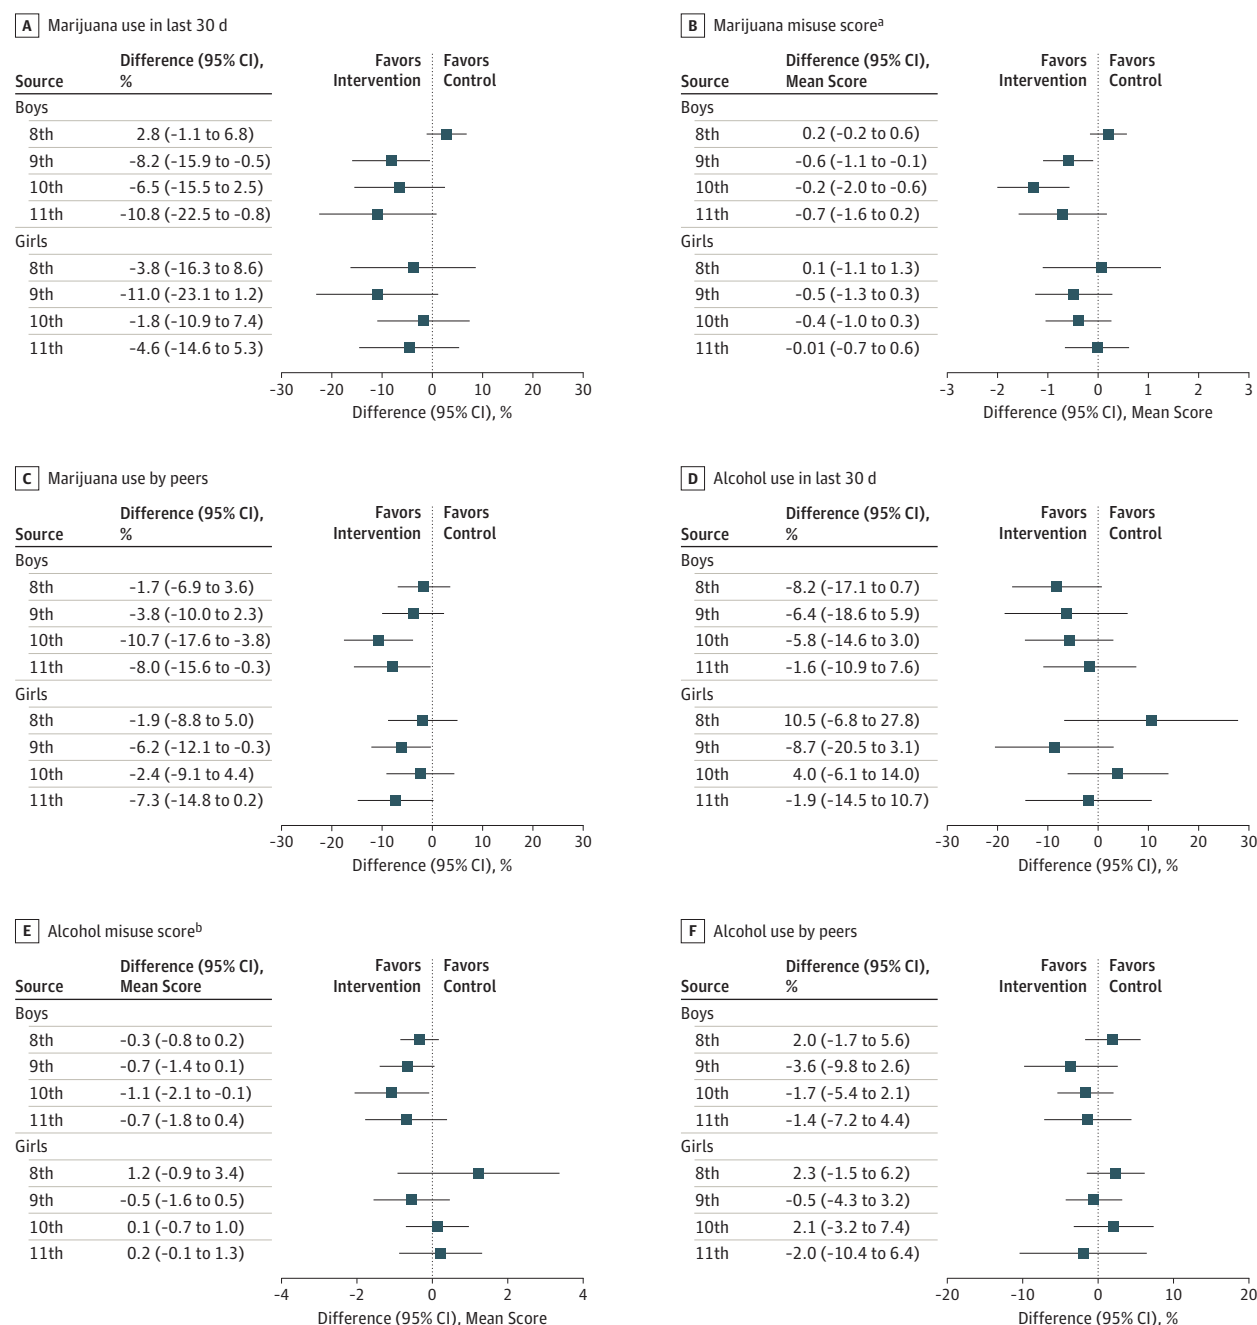 A Marijuana use in last 30 d
Source Difference (95% CI), % Favors Intervention Favors Control
Boys
8th 2.8 (-1.1 to 6.8)
9th -8.2 (-15.9 to -0.5)
10th -6.5 (-15.5 to 2.5)
11th -10.8 (-22.5 to -0.8)
Girls
8th -3.8 (-16.3 to 8.6)
9th -11.0 (-23.1 to 1.2)
10th -1.8 (-10.9 to 7.4)
11th -4.6 (-14.6 to 5.3)
-30 -20 -10 0 10 20 30
Difference (95% CI), %
B Marijuana misuse scoreᵃ
Source Difference (95% CI), Mean Score Favors Intervention Favors Control
Boys
8th 0.2 (-0.2 to 0.6)
9th -0.6 (-1.1 to -0.1)
10th -0.2 (-2.0 to -0.6)
11th -0.7 (-1.6 to 0.2)
Girls
8th 0.1 (-1.1 to 1.3)
9th -0.5 (-1.3 to 0.3)
10th -0.4 (-1.0 to 0.3)
11th -0.01 (-0.7 to 0.6)
-3 -2 -1 0 1 2 3
Difference (95% CI), Mean Score
C Marijuana use by peers
Source Difference (95% CI), % Favors Intervention Favors Control
Boys
8th -1.7 (-6.9 to 3.6)
9th -3.8 (-10.0 to 2.3)
10th -10.7 (-17.6 to -3.8)
11th -8.0 (-15.6 to -0.3)
Girls
8th -1.9 (-8.8 to 5.0)
9th -6.2 (-12.1 to -0.3)
10th -2.4 (-9.1 to 4.4)
11th -7.3 (-14.8 to 0.2)
-30 -20 -10 0 10 20 30
Difference (95% CI), %
D Alcohol use in last 30 d
Source Difference (95% CI), % Favors Intervention Favors Control
Boys
8th -8.2 (-17.1 to 0.7)
9th -6.4 (-18.6 to 5.9)
10th -5.8 (-14.6 to 3.0)
11th -1.6 (-10.9 to 7.6)
Girls
8th 10.5 (-6.8 to 27.8)
9th -8.7 (-20.5 to 3.1)
10th 4.0 (-6.1 to 14.0)
11th -1.9 (-14.5 to 10.7)
-30 -20 -10 0 10 20 30
Difference (95% CI), %
E Alcohol misuse scoreᵇ
Source Difference (95% CI), Mean Score Favors Intervention Favors Control
Boys
8th -0.3 (-0.8 to 0.2)
9th -0.7 (-1.4 to 0.1)
10th -1.1 (-2.1 to -0.1)
11th -0.7 (-1.8 to 0.4)
Girls
8th 1.2 (-0.9 to 3.4)
9th -0.5 (-1.6 to 0.5)
10th 0.1 (-0.7 to 1.0)
11th 0.2 (-0.1 to 1.3)
-4 -2 0 2 4
Difference (95% CI), Mean Score
F Alcohol use by peers
Source Difference (95% CI), % Favors Intervention Favors Control
Boys
8th 2.0 (-1.7 to 5.6)
9th -3.6 (-9.8 to 2.6)
10th -1.7 (-5.4 to 2.1)
11th -1.4 (-7.2 to 4.4)
Girls
8th 2.3 (-1.5 to 6.2)
9th -0.5 (-4.3 to 3.2)
10th 2.1 (-3.2 to 7.4)
11th -2.0 (-10.4 to 6.4)
-20 -10 0 10 20
Difference (95% CI), %